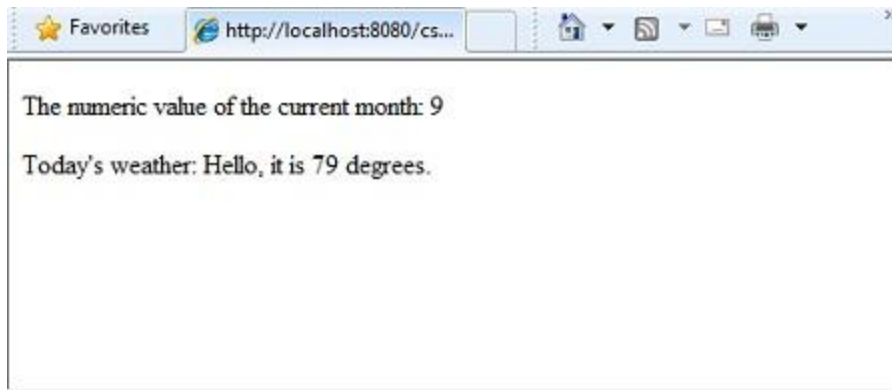 Favorites
http://localhost:8080/cs...
The numeric value of the current month: 9
Today's weather: Hello, it is 79 degrees.